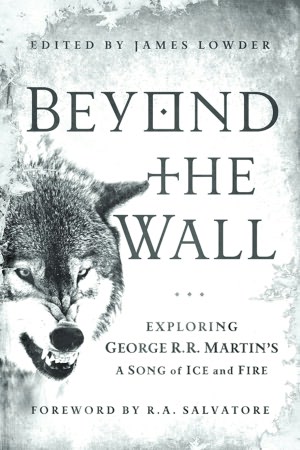 EDITED BY JAMES LOWDER
BEYOND
THE
WALL
...
EXPLORING
GEORGE R.R. MARTIN'S
A SONG of ICE and FIRE
FOREWORD BY R.A. SALVATORE